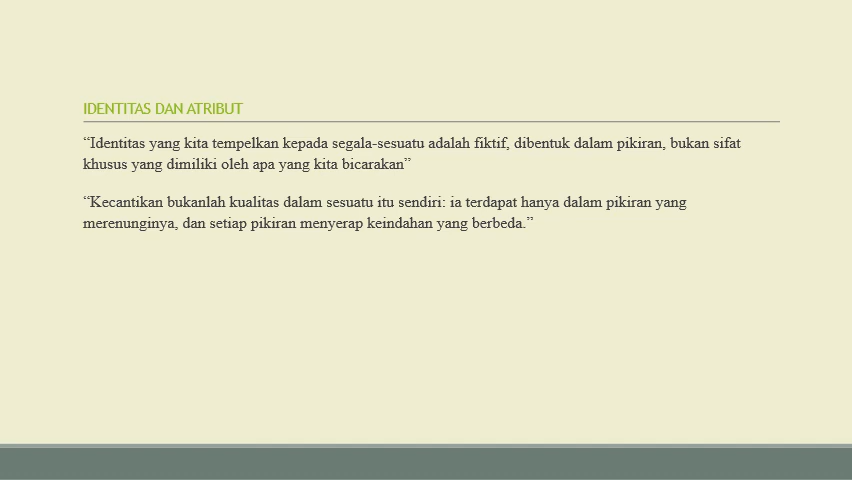 IDENTITAS DAN ATRIBUT
“Identitas yang kita tempelkan kepada segala-sesuatu adalah fiktif, dibentuk dalam pikiran, bukan sifat
khusus yang dimiliki oleh apa yang kita bicarakan”
“Kecantikan bukanlah kualitas dalam sesuatu itu sendiri: ia terdapat hanya dalam pikiran yang
merenunginya, dan setiap pikiran menyerap keindahan yang berbeda.”